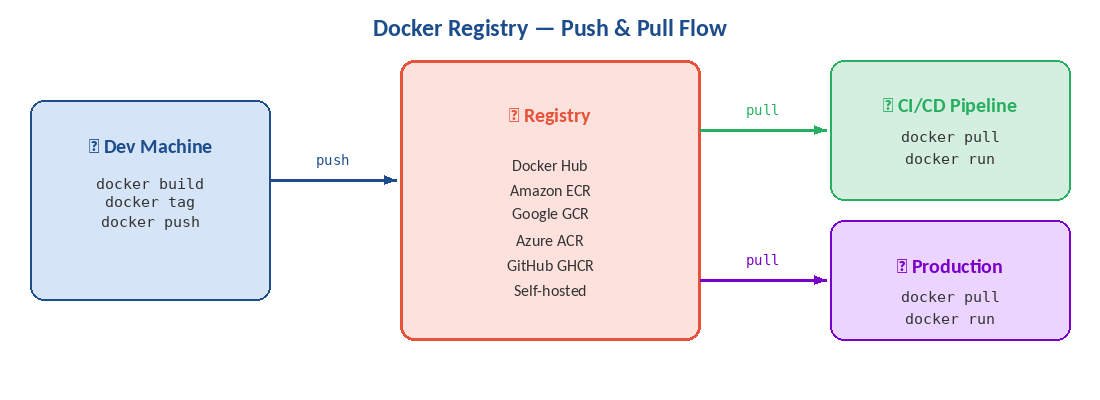 Docker Registry — Push & Pull Flow
Dev Machine
docker build
docker tag
docker push
push
Registry
Docker Hub
Amazon ECR
Google GCR
Azure ACR
GitHub GHCR
Self-hosted
pull
CI/CD Pipeline
docker pull
docker run
pull
Production
docker pull
docker run